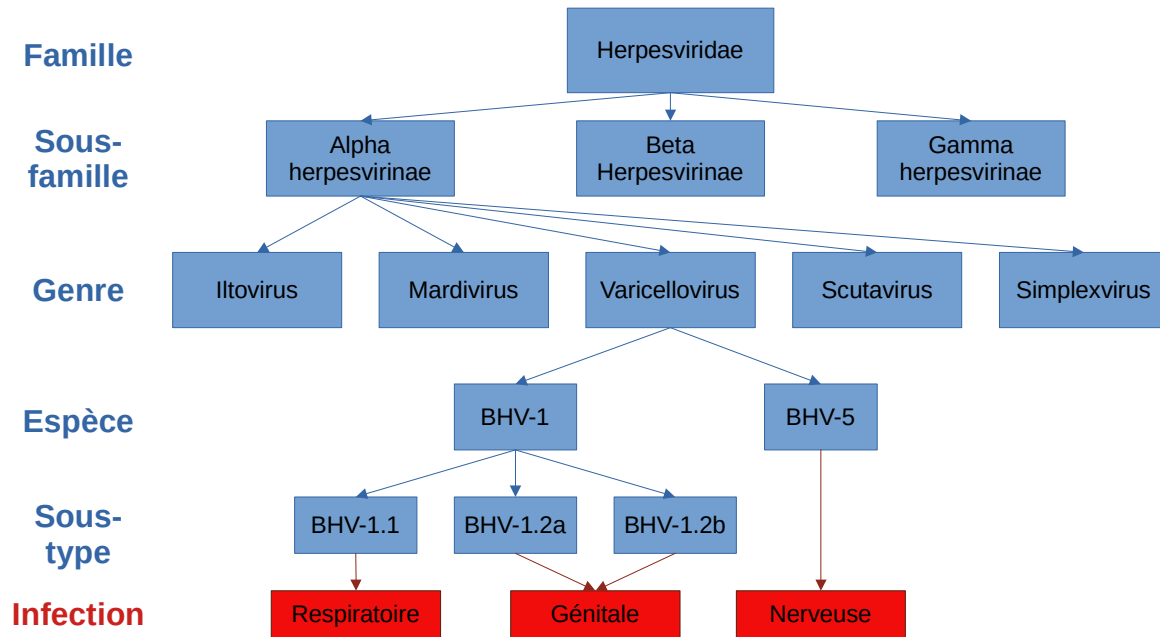 Famille
Herpesviridae
Sous-
famille
Alpha
herpesvirinae
Beta
Herpesvirinae
Gamma
herpesvirinae
Genre
Iltovirus
Mardivirus
Varicellovirus
Scutavirus
Simplexvirus
Espèce
BHV-1
BHV-5
Sous-
type
BHV-1.1
BHV-1.2a
BHV-1.2b
Infection
Respiratoire
Génitale
Nerveuse